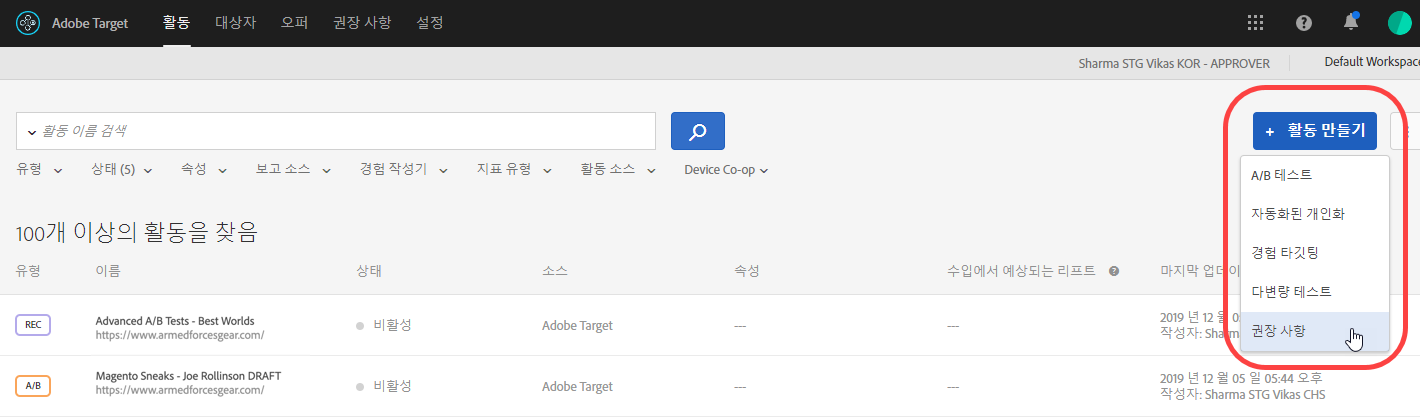 Adobe Target 활동 대상자 오퍼 권장 사항 설정
Sharma STG Vikas KOR - APPROVER Default Workspace
활동 이름 검색
+ 활동 만들기
유형 상태 (5) 속성 보고 소스 경험 작성기 지표 유형 활동 소스 Device Co-op
A/B 테스트
자동화된 개인화
경험 타깃팅
다변량 테스트
권장 사항
100개 이상의 활동을 찾음
유형 이름 상태 소스 속성 수입에서 예상되는 리프트 마지막 업데이
REC Advanced A/B Tests - Best Worlds 비활성 Adobe Target --- --- 2019 년 12 월
https://www.armedforcesgear.com/ 작성자: Sharma
A/B Magento Sneaks - Joe Rollinson DRAFT 비활성 Adobe Target --- --- 2019 년 12 월 05 일 05:44 오후
https://www.armedforcesgear.com/ 작성자: Sharma STG Vikas CHS